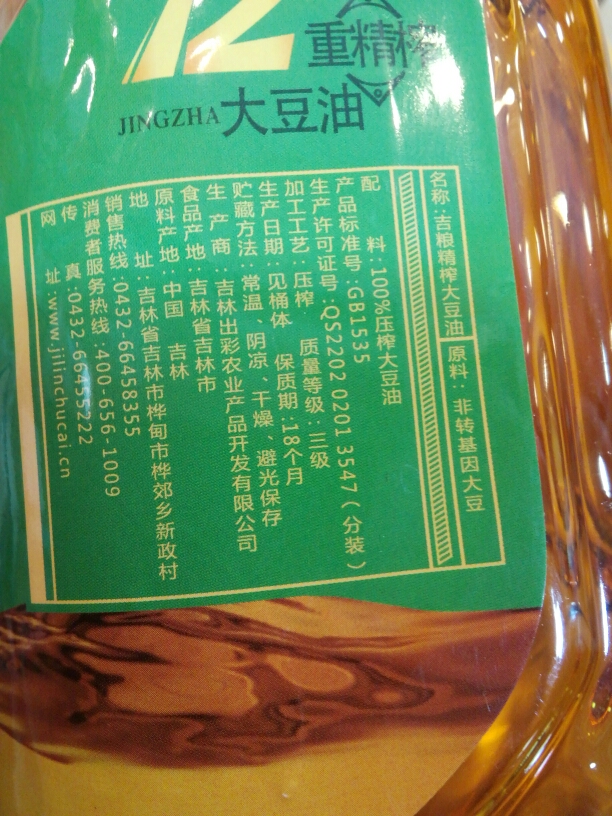 12
重精榨
JINGZHA大豆油
名称:吉粮精榨大豆油
原料:非转基因大豆
配 料:100%压榨大豆油
产品标准号:GB1535
生产许可证号:QS2202 0201 3547(分装)
加工工艺:压榨 质量等级:三级
生产日期:见桶体 保质期:18个月
贮藏方法:常温、阴凉、干燥、避光保存
生产商:吉林出彩农业产品开发有限公司
食品产地:吉林省吉林市
原料产地:中国 吉林
地 址:吉林省吉林市桦甸市桦郊乡新政村
销售热线:0432-66458355
消费者服务热线:400-656-1009
传 真:0432-66455222
网 址:www.jilinchucai.cn